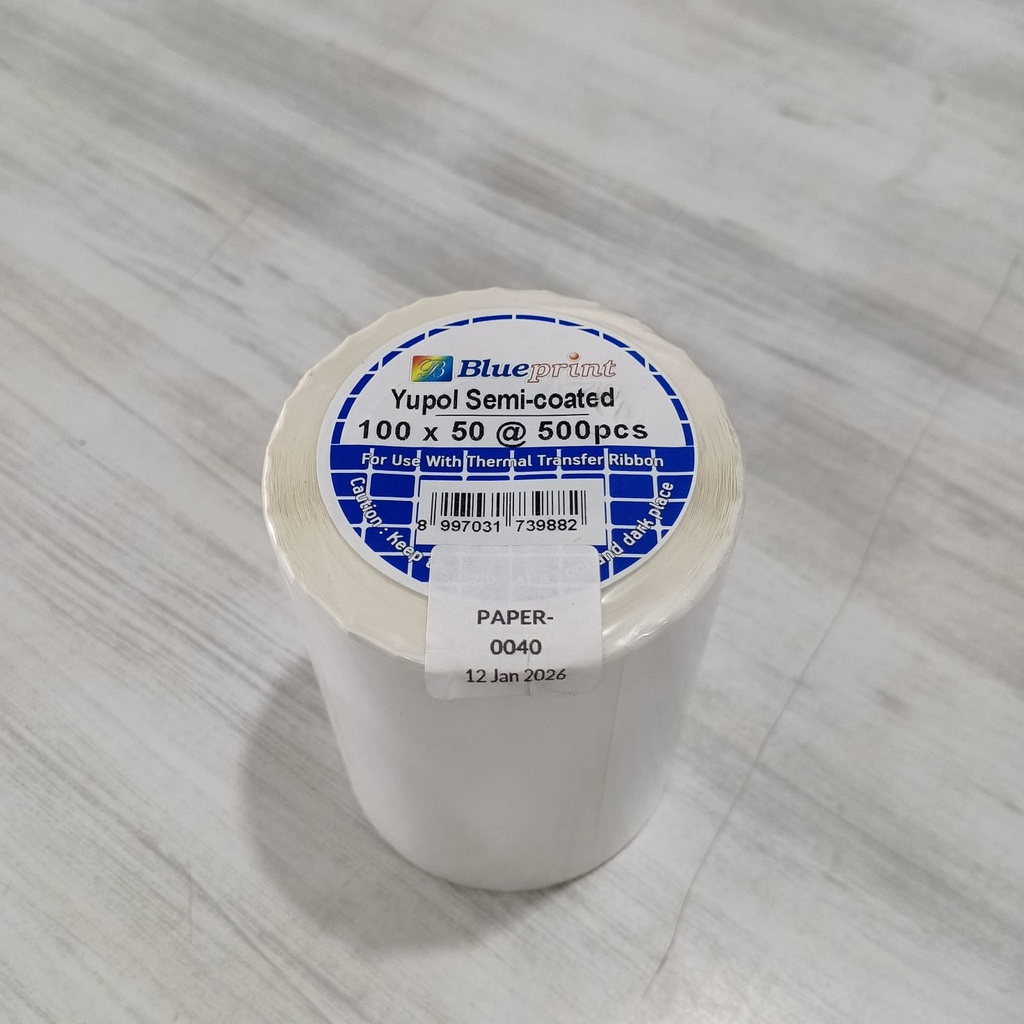 B Blueprint
Yupol Semi-coated
100 x 50 @ 500pcs
For Use With Thermal Transfer Ribbon
8 997031 739882
Caution : Keep
and dark place
PAPER-
0040
12 Jan 2026